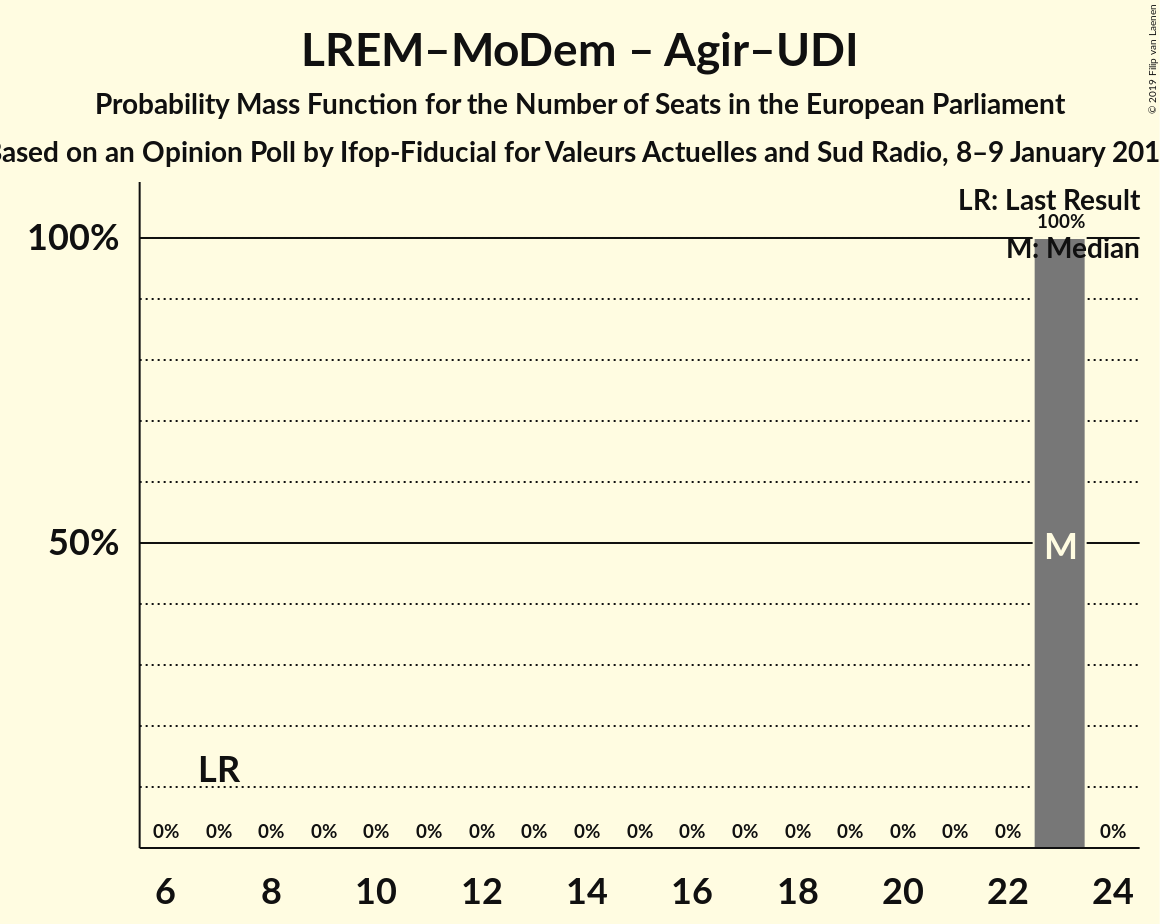 LREM–MoDem – Agir–UDI
Probability Mass Function for the Number of Seats in the European Parliament
Based on an Opinion Poll by Ifop-Fiducial for Valeurs Actuelles and Sud Radio, 8–9 January 201
© 2019 Filip van Laenen
LR: Last Result
100%
M: Median
100%
50%
M
LR
0% 0% 0% 0% 0% 0% 0% 0% 0% 0% 0% 0% 0% 0% 0% 0% 0% 0%
6 8 10 12 14 16 18 20 22 24